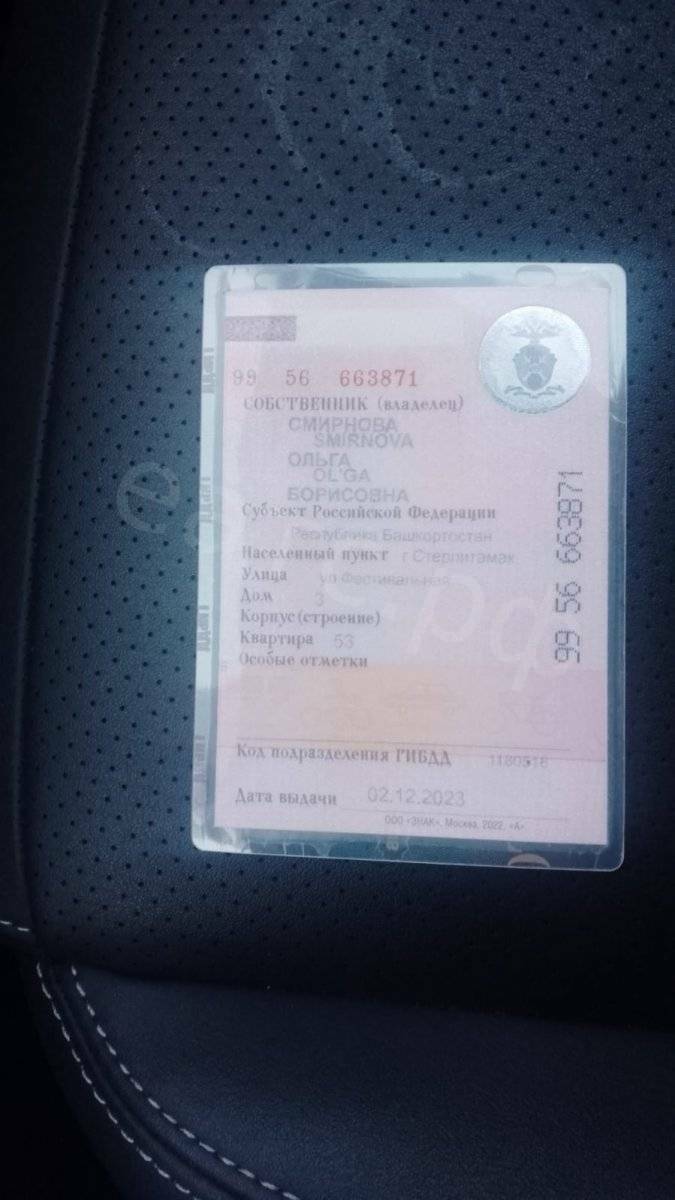 99 56 663871
СОБСТВЕННИК (владелец)
СМИРНОВА
SMIRNOVA
ОЛЬГА
OL'GA
БОРИСОВНА
Субъект Российской Федерации
Республика Башкортостан
Населенный пункт г Стерлитамак
Улица ул Фестивальная
Дом 3
Корпус(строение)
Квартира 53
Особые отметки
Код подразделения ГИБДД 1180516
Дата выдачи 02.12.2023
ООО «ЗНАК», Москва, 2022, «А»
99 56 663871